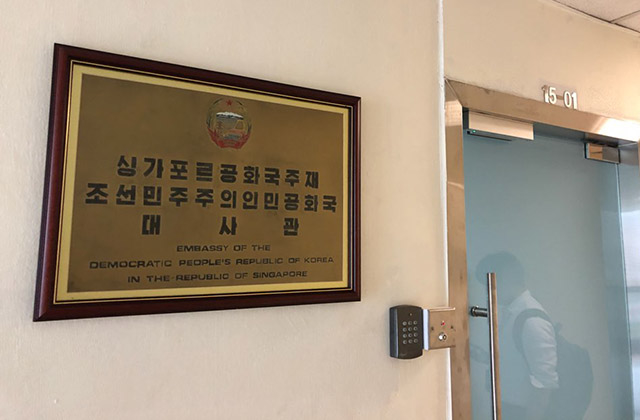 싱가포르공화국주재
조선민주주의인민공화국
대 사 관
EMBASSY OF THE
DEMOCRATIC PEOPLE'S REPUBLIC OF KOREA
IN THE REPUBLIC OF SINGAPORE
15 01